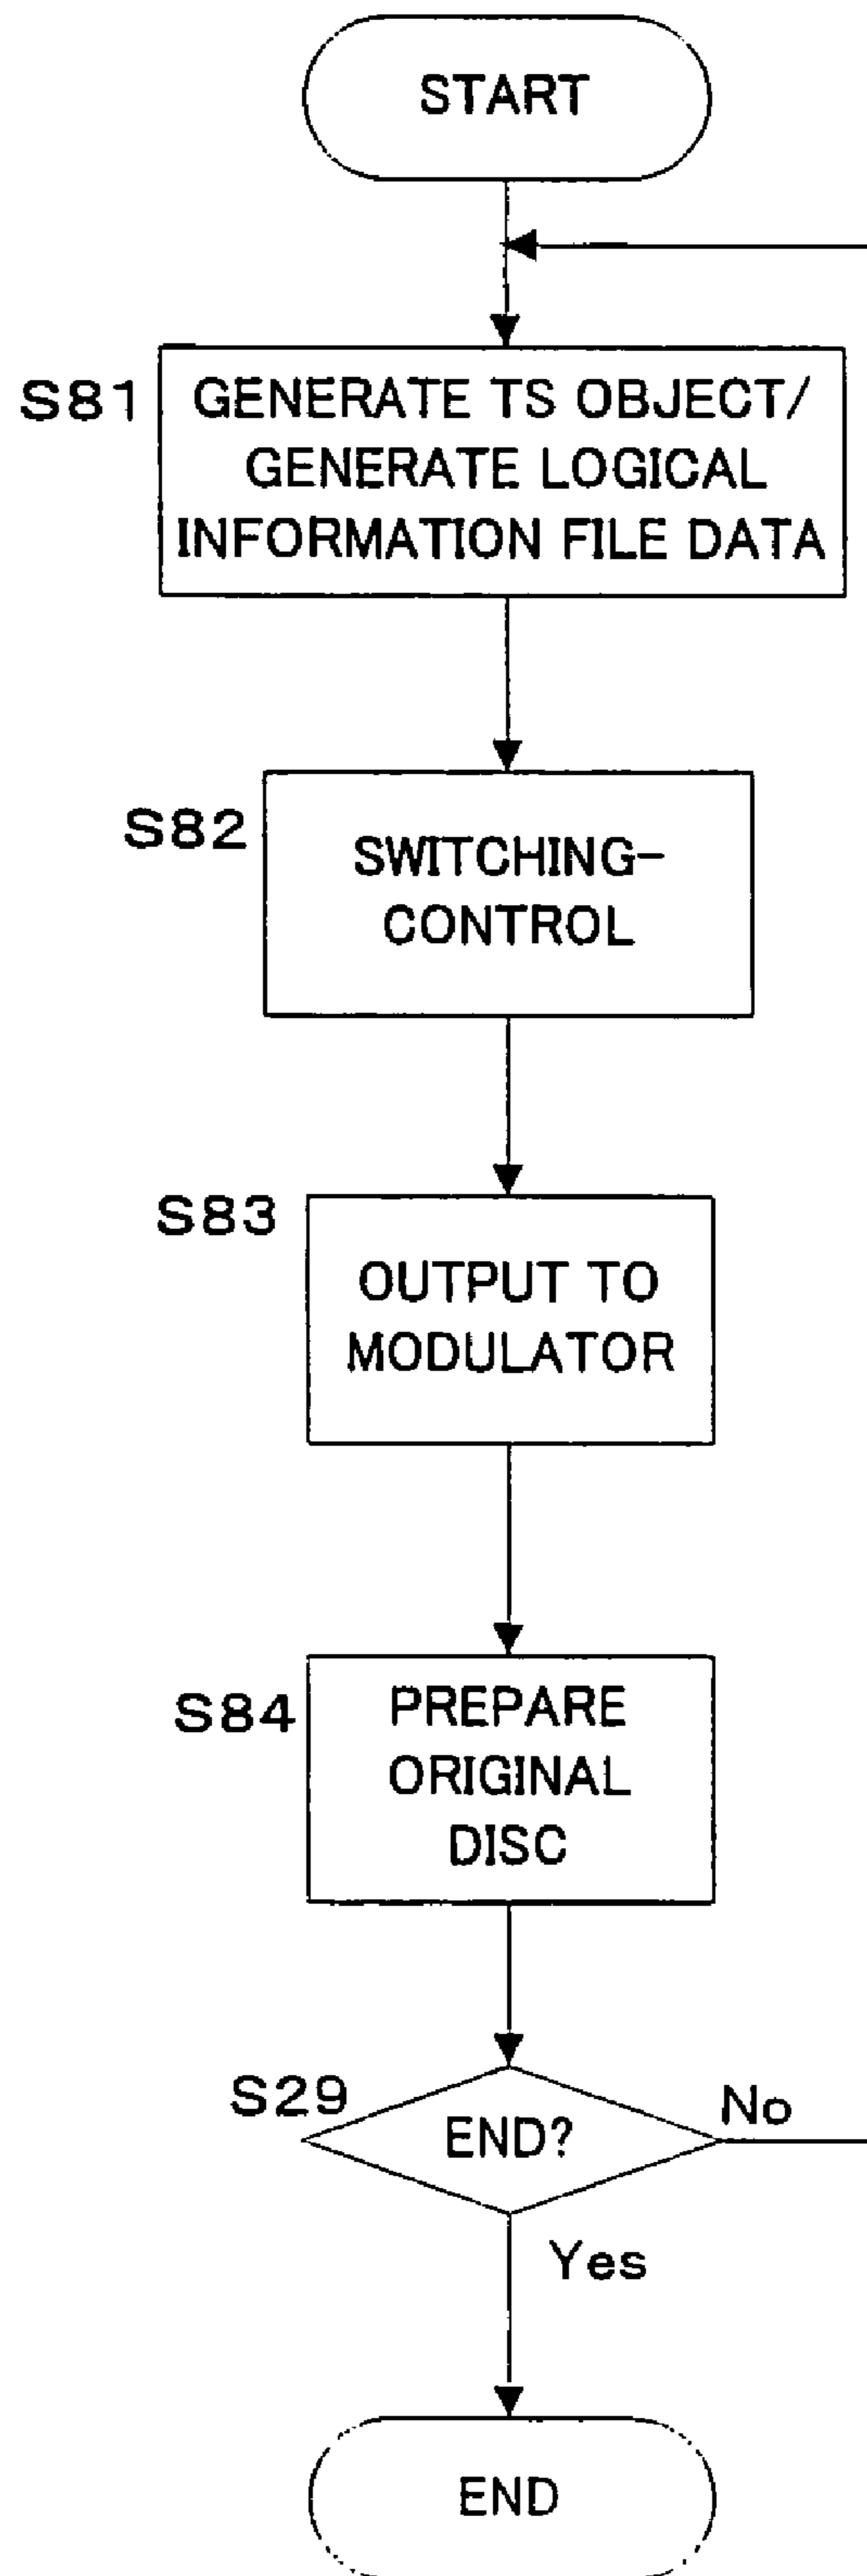 START
S81
GENERATE TS OBJECT/
GENERATE LOGICAL
INFORMATION FILE DATA
S82
SWITCHING-
CONTROL
S83
OUTPUT TO
MODULATOR
S84
PREPARE
ORIGINAL
DISC
S29
END?
No
Yes
END